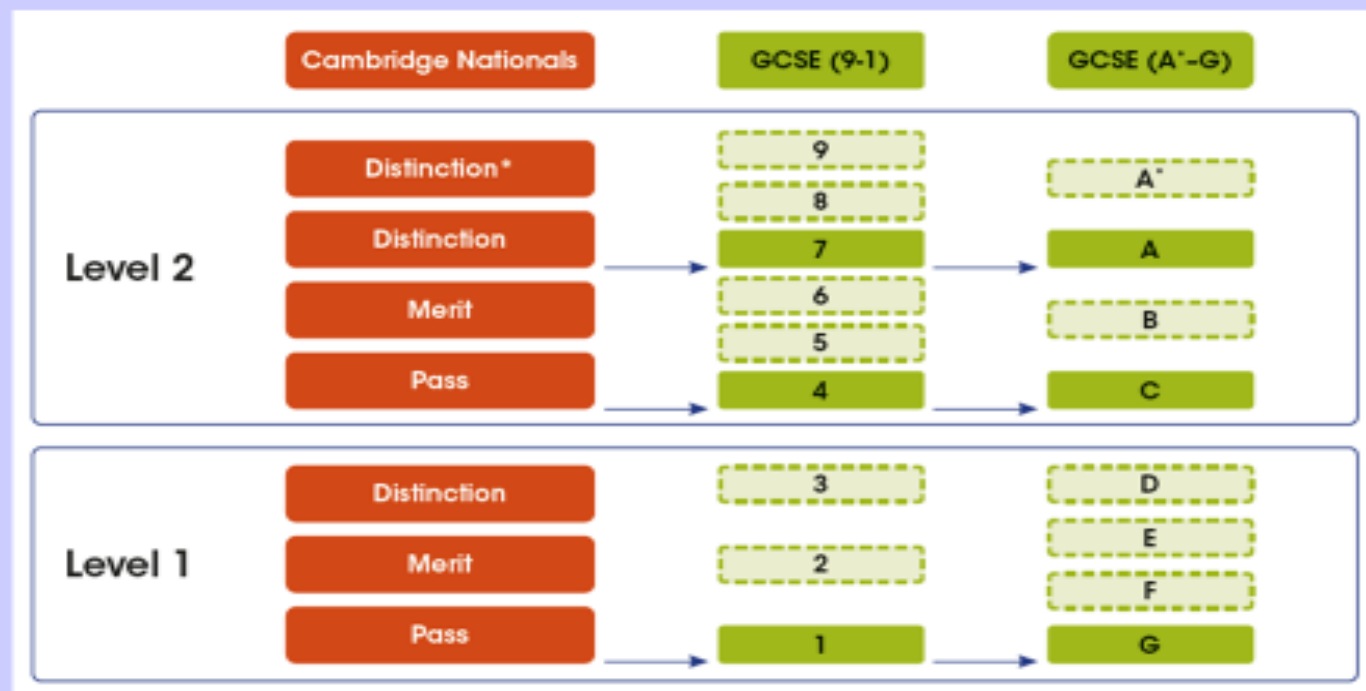 Cambridge Nationals GCSE (9-1) GCSE (A*-G)
Level 2
Distinction*
Distinction
Merit
Pass
9
8
7
6
5
4
A*
A
B
C
Level 1
Distinction
Merit
Pass
3
2
1
D
E
F
G